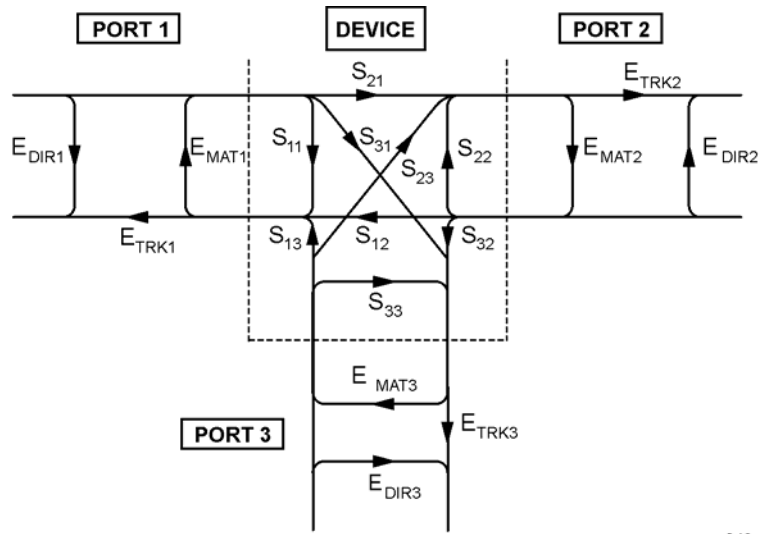 PORT 1
DEVICE
PORT 2
S21
ETRK2
EDIR1
EMAT1
S11
S31
S23
S22
EMAT2
EDIR2
ETRK1
S13
S12
S32
S33
E MAT3
PORT 3
ETRK3
EDIR3